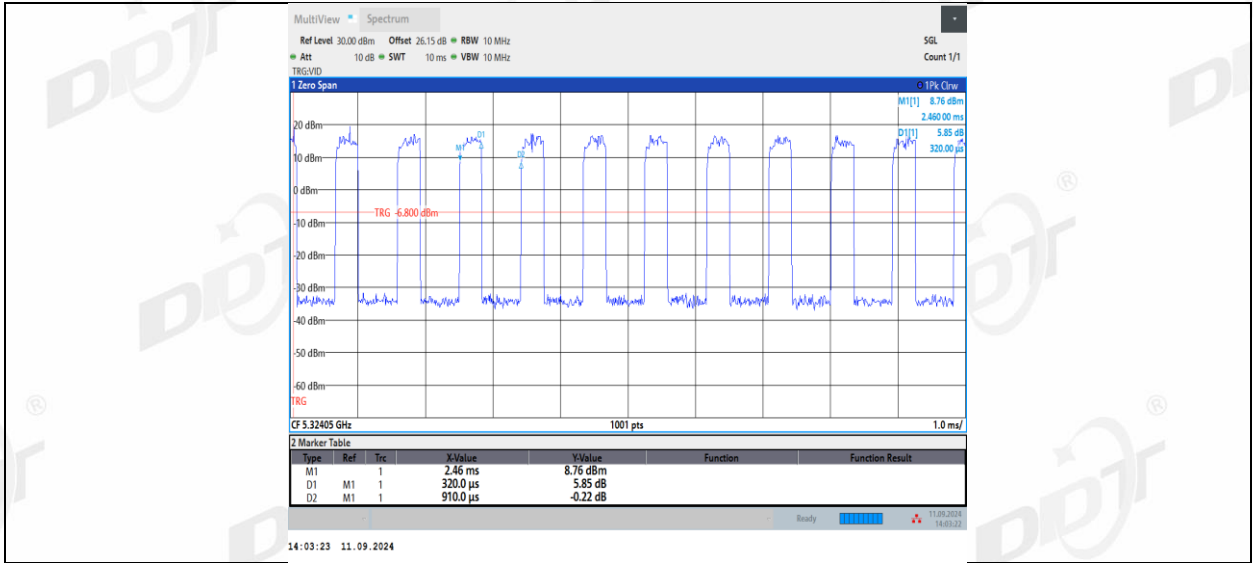 MultiView Spectrum
Ref Level 30.00 dBm Offset 26.15 dB RBW 10 MHz SGL
Att 10 dB SWT 10 ms VBW 10 MHz Count 1/1
TRG:VID
1 Zero Span 1Pk Clrw
M1[1] 8.76 dBm
2.460 00 ms
20 dBm
D1[1] 5.85 dB
320.00 µs
M1 D1 D2
10 dBm
0 dBm
TRG -6.800 dBm
-10 dBm
-20 dBm
-30 dBm
-40 dBm
-50 dBm
-60 dBm
TRG
CF 5.32405 GHz 1001 pts 1.0 ms/
2 Marker Table
Type Ref Trc X-Value Y-Value Function Function Result
M1 1 2.46 ms 8.76 dBm
D1 M1 1 320.0 µs 5.85 dB
D2 M1 1 910.0 µs -0.22 dB
Ready 11.09.2024
14:03:22
14:03:23 11.09.2024
DDT
®